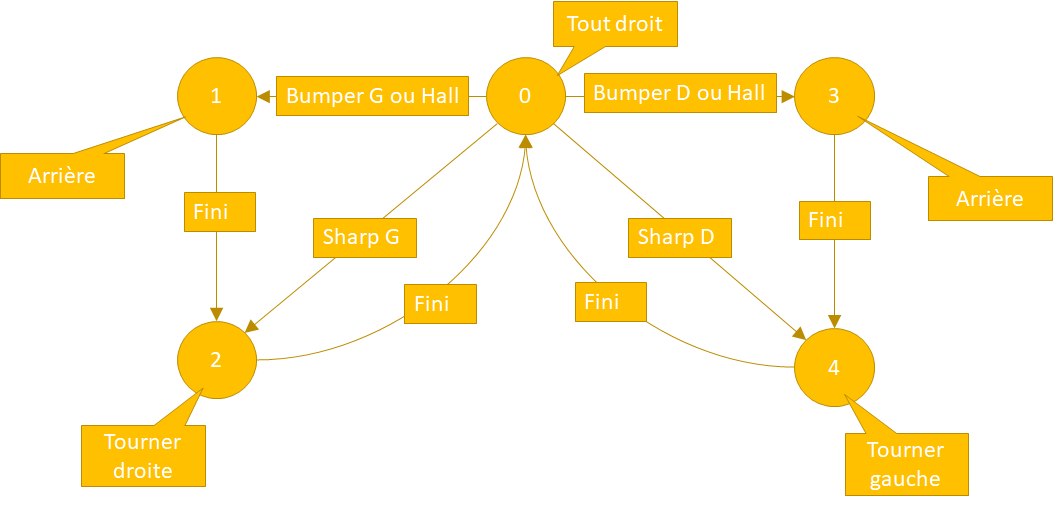 Tout droit
1
Bumper G ou Hall
0
Bumper D ou Hall
3
Arrière
Arrière
Fini
Fini
Sharp G
Sharp D
Fini
Fini
2
4
Tourner
droite
Tourner
gauche